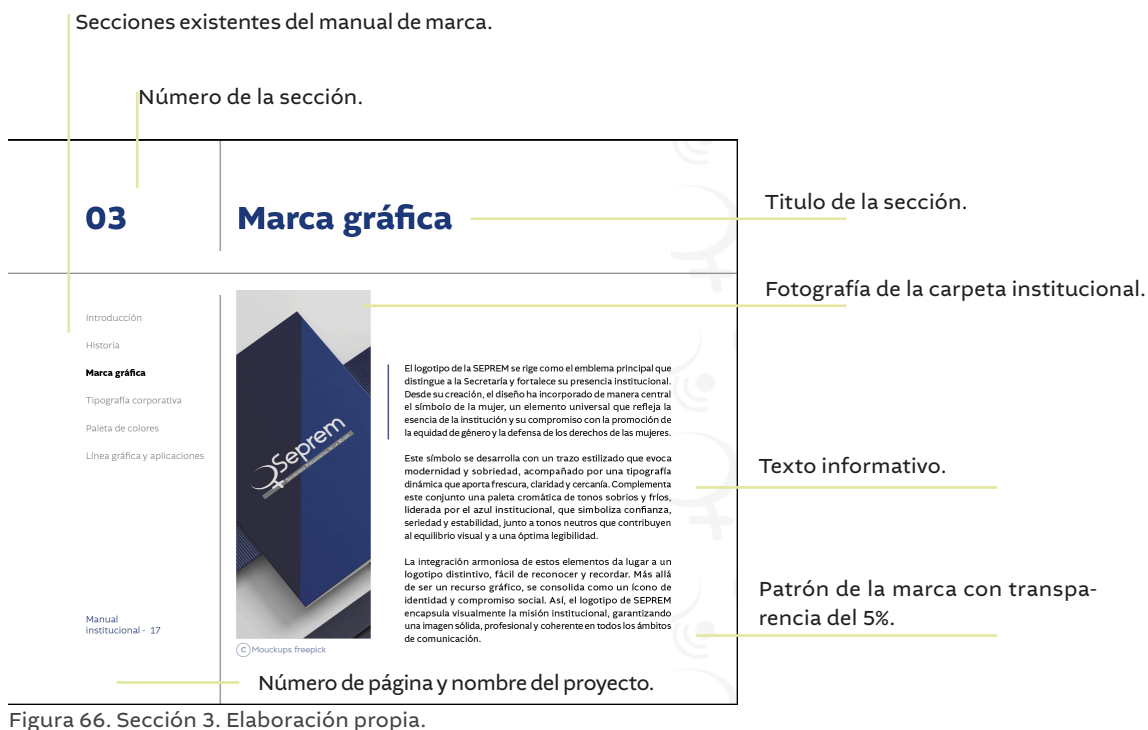 Secciones existentes del manual de marca.
Número de la sección.
03
Marca gráfica
Titulo de la sección.
Fotografía de la carpeta institucional.
Introducción
Historia
Marca gráfica
Tipografía corporativa
Paleta de colores
Línea gráfica y aplicaciones
Seprem
El logotipo de la SEPREM se rige como el emblema principal que
distingue a la Secretaría y fortalece su presencia institucional.
Desde su creación, el diseño ha incorporado de manera central
el símbolo de la mujer, un elemento universal que refleja la
esencia de la institución y su compromiso con la promoción de
la equidad de género y la defensa de los derechos de las mujeres.
Este símbolo se desarrolla con un trazo estilizado que evoca
modernidad y sobriedad, acompañado por una tipografía
dinámica que aporta frescura, claridad y cercanía. Complementa
este conjunto una paleta cromática de tonos sobrios y fríos,
liderada por el azul institucional, que simboliza confianza,
seriedad y estabilidad, junto a tonos neutros que contribuyen
al equilibrio visual y a una óptima legibilidad.
La integración armoniosa de estos elementos da lugar a un
logotipo distintivo, fácil de reconocer y recordar. Más allá
de ser un recurso gráfico, se consolida como un ícono de
identidad y compromiso social. Así, el logotipo de SEPREM
encapsula visualmente la misión institucional, garantizando
una imagen sólida, profesional y coherente en todos los ámbitos
de comunicación.
Texto informativo.
Patrón de la marca con transpa-
rencia del 5%.
Manual
institucional - 17
C Mouckups freepick
Número de página y nombre del proyecto.
Figura 66. Sección 3. Elaboración propia.